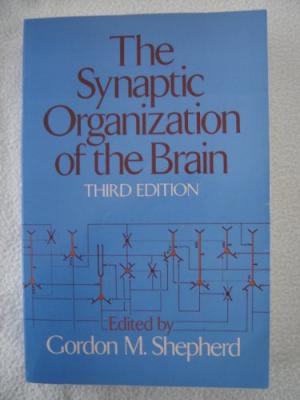 The
Synaptic
Organization
of the Brain
THIRD EDITION
Edited by
Gordon M. Shepherd